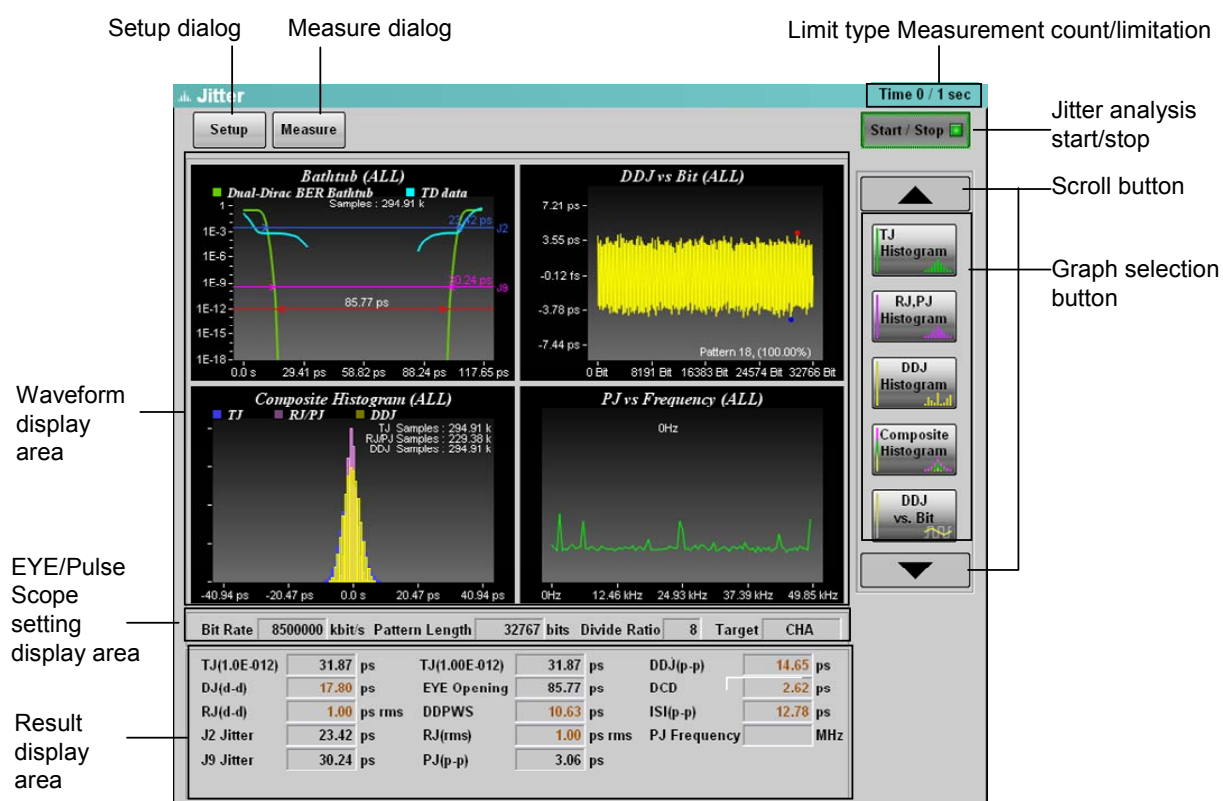 Setup dialog
Measure dialog
Limit type Measurement count/limitation
Jitter
Time 0 / 1 sec
Setup
Measure
Start / Stop
Jitter analysis
start/stop
Scroll button
Graph selection
button
Bathtub (ALL)
Dual-Dirac BER Bathtub
TD data
Samples : 294.91 k
1
1E-3
1E-6
1E-9
1E-12
1E-15
1E-18
23.42 ps
J2
30.24 ps
J9
85.77 ps
0.0 s
29.41 ps
58.82 ps
88.24 ps
117.65 ps
DDJ vs Bit (ALL)
7.21 ps
3.55 ps
-0.12 fs
-3.78 ps
-7.44 ps
Pattern 18, (100.00%)
0 Bit
8191 Bit
16383 Bit
24574 Bit
32766 Bit
TJ
Histogram
RJ,PJ
Histogram
DDJ
Histogram
Composite
Histogram
DDJ
vs. Bit
Waveform
display
area
Composite Histogram (ALL)
TJ
RJ/PJ
DDJ
TJ Samples : 294.91 k
RJ/PJ Samples : 229.38 k
DDJ Samples : 294.91 k
-40.94 ps
-20.47 ps
0.0 s
20.47 ps
40.94 ps
PJ vs Frequency (ALL)
0Hz
0Hz
12.46 kHz
24.93 kHz
37.39 kHz
49.85 kHz
EYE/Pulse
Scope
setting
display area
Bit Rate 8500000 kbit/s Pattern Length 32767 bits Divide Ratio 8 Target CHA
Result
display
area
TJ(1.0E-012) 31.87 ps TJ(1.00E-012) 31.87 ps DDJ(p-p) 14.65 ps
DJ(d-d) 17.80 ps EYE Opening 85.77 ps DCD 2.62 ps
RJ(d-d) 1.00 ps rms DDPWS 10.63 ps ISI(p-p) 12.78 ps
J2 Jitter 23.42 ps RJ(rms) 1.00 ps rms PJ Frequency MHz
J9 Jitter 30.24 ps PJ(p-p) 3.06 ps